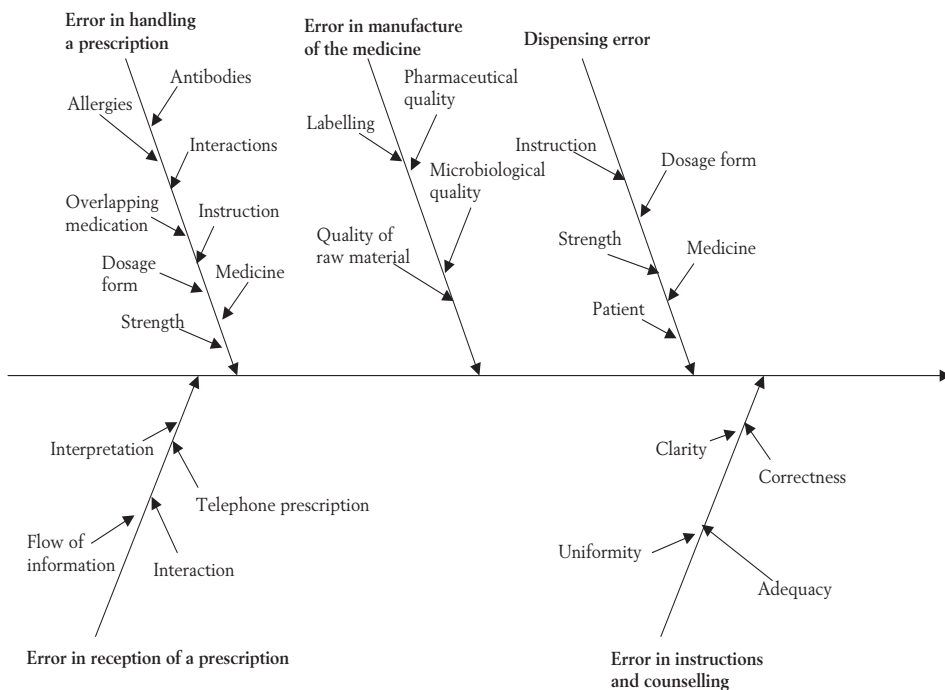 Error in handling
a prescription
Antibodies
Allergies
Interactions
Overlapping
medication
Instruction
Dosage
form
Medicine
Strength
Error in manufacture
of the medicine
Pharmaceutical
quality
Labelling
Microbiological
quality
Quality of
raw material
Dispensing error
Instruction
Dosage form
Strength
Medicine
Patient
Interpretation
Telephone prescription
Flow of
information
Interaction
Error in reception of a prescription
Clarity
Correctness
Uniformity
Adequacy
Error in instructions
and counselling